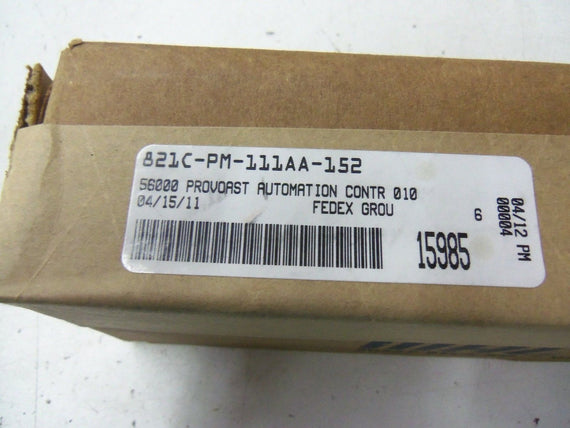 821C-PM-111AA-152
56000 PROVOAST AUTOMATION CONTR 010
04/15/11 FEDEX GROU
6
15985
04/12 PM
00004